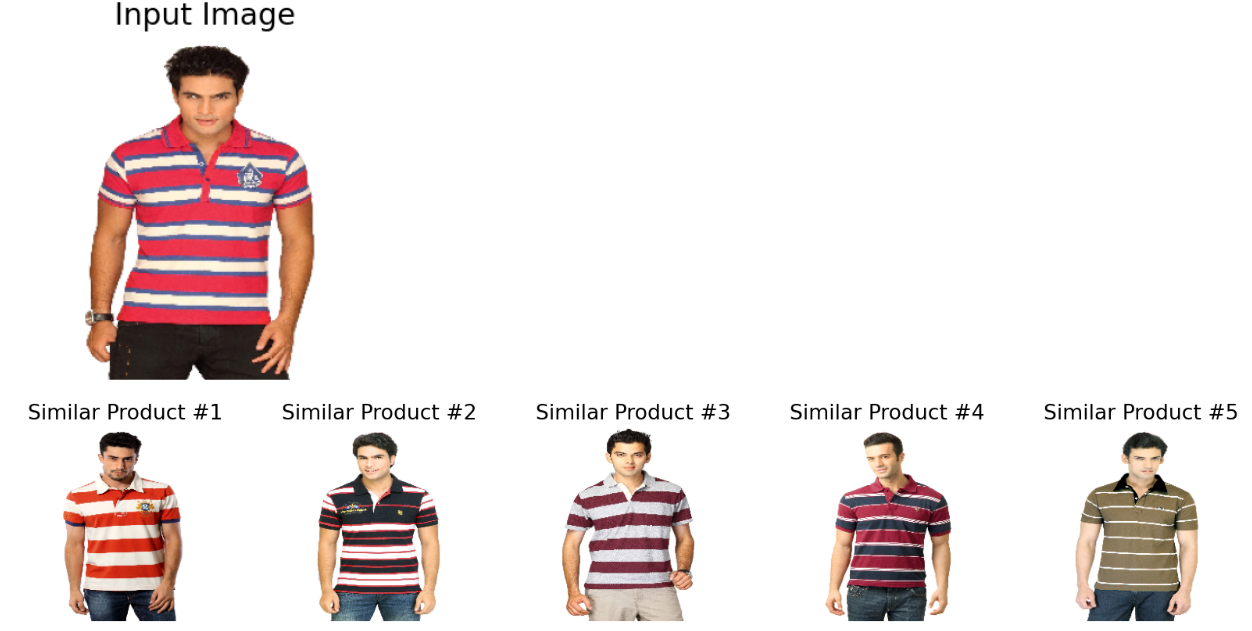 Input Image
Similar Product #1
Similar Product #2
Similar Product #3
Similar Product #4
Similar Product #5